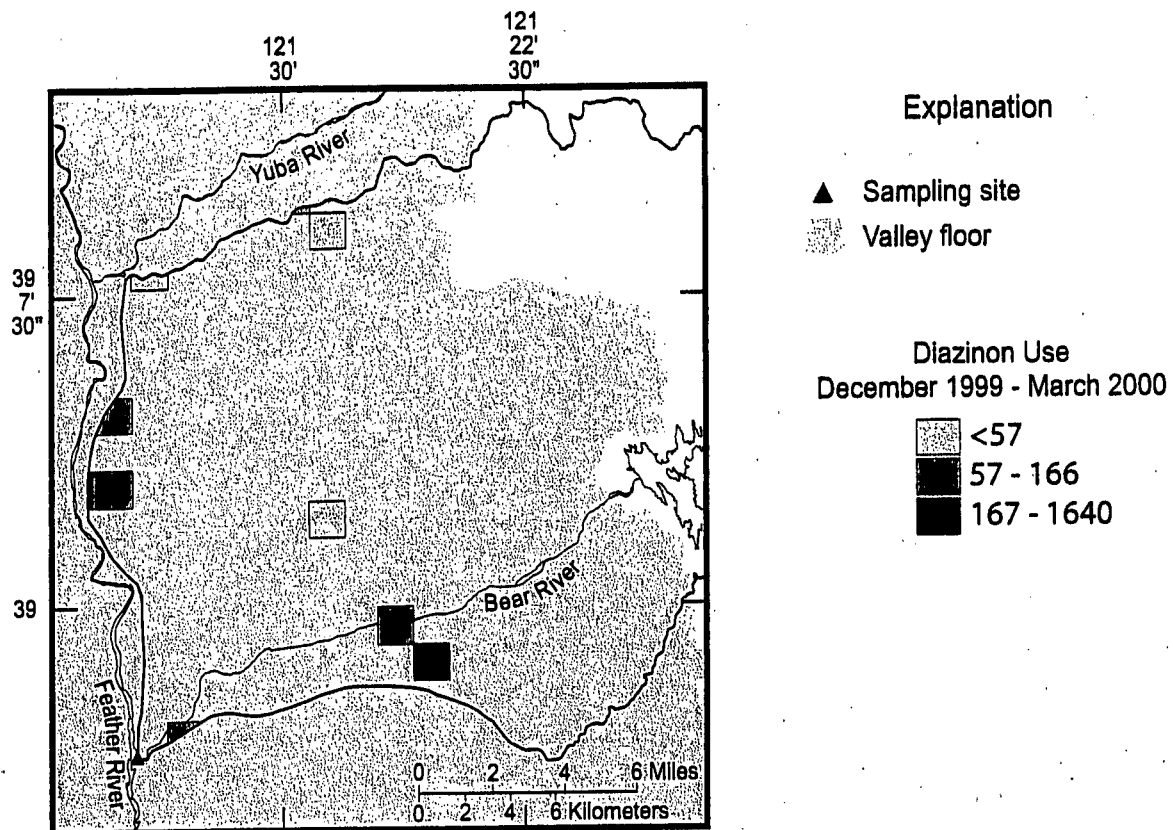 121
30'
121
22'
30"
39
7'
30"
39
Yuba River
Bear River
Feather River
0 2 4 6 Miles
0 2 4 6 Kilometers
Explanation
Sampling site
Valley floor
Diazinon Use
December 1999 - March 2000
<57
57 - 166
167 - 1640